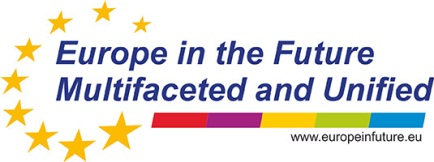 Europe in the Future
Multifaceted and Unified
www.europeinfuture.eu